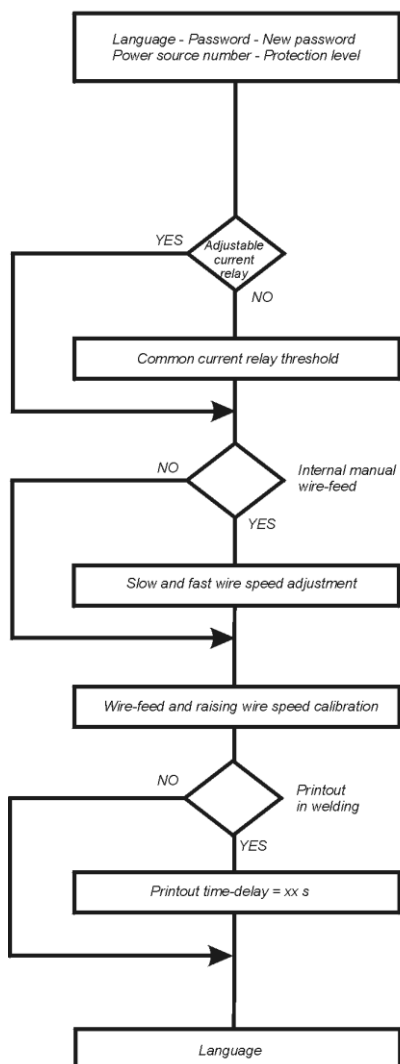 Language - Password - New password
Power source number - Protection level
YES
Adjustable
current
relay
NO
Common current relay threshold
NO
Internal manual
wire-feed
YES
Slow and fast wire speed adjustment
Wire-feed and raising wire speed calibration
NO
Printout
in welding
YES
Printout time-delay = xx s
Language